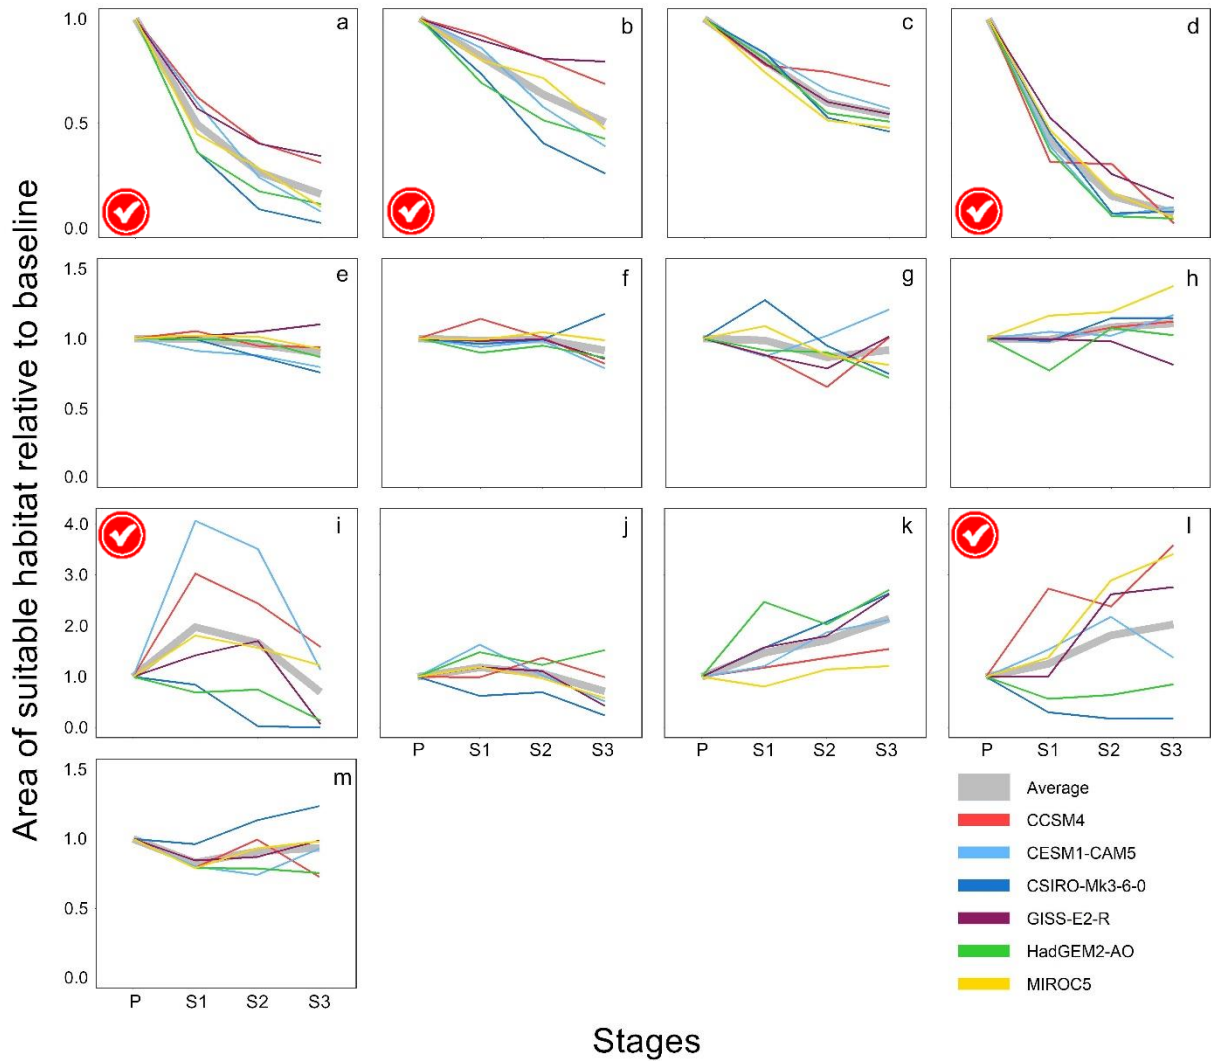 Area of suitable habitat relative to baseline
1.0
0.5
0.0
a
b
c
d
1.5
1.0
0.5
0.0
e
f
g
h
4.0
3.0
2.0
1.0
0.0
i
j
k
l
P S1 S2 S3
P S1 S2 S3
P S1 S2 S3
1.5
1.0
0.5
0.0
m
P S1 S2 S3
Average
CCSM4
CESM1-CAM5
CSIRO-Mk3-6-0
GISS-E2-R
HadGEM2-AO
MIROC5
Stages